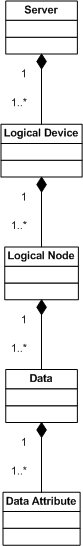 Server
1
1..*
Logical Device
1
1..*
Logical Node
1
1..*
Data
1
1..*
Data Attribute